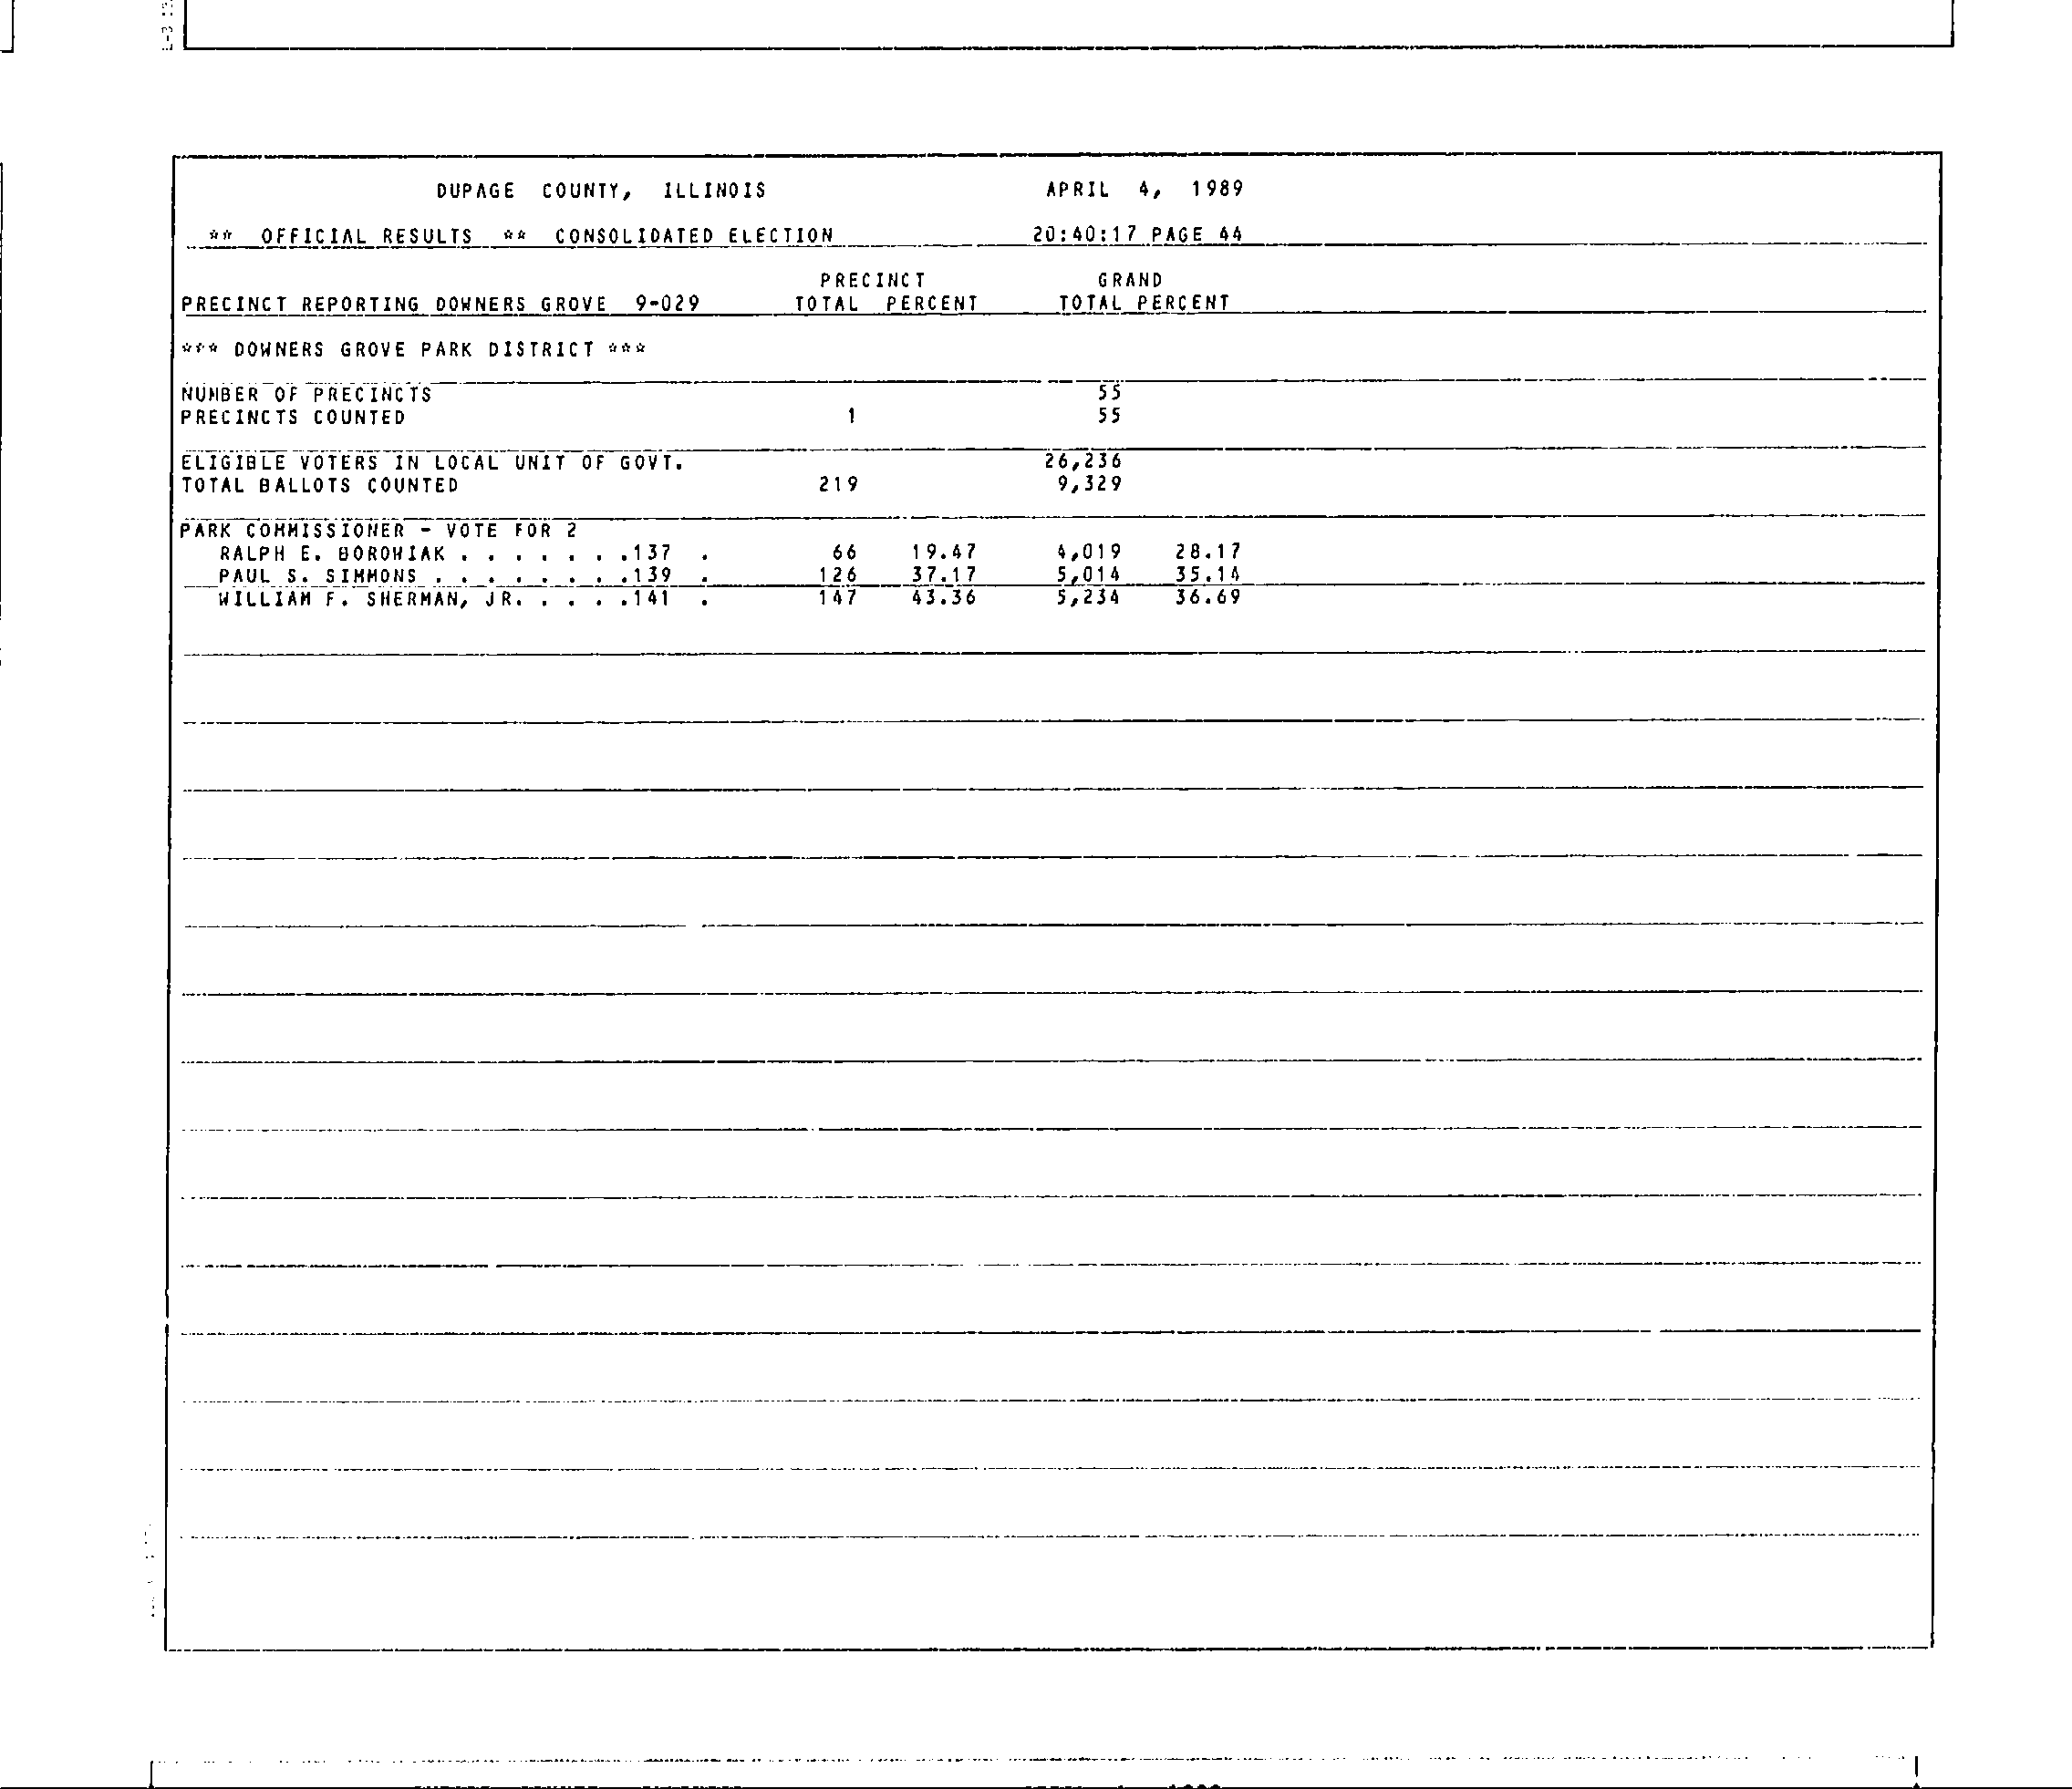 DUPAGE COUNTY, ILLINOIS APRIL 4, 1989
** OFFICIAL RESULTS ** CONSOLIDATED ELECTION 20:40:17 PAGE 44
PRECINCT GRAND
PRECINCT REPORTING DOWNERS GROVE 9-029 TOTAL PERCENT TOTAL PERCENT
*** DOWNERS GROVE PARK DISTRICT ***
NUMBER OF PRECINCTS 55
PRECINCTS COUNTED 1 55
ELIGIBLE VOTERS IN LOCAL UNIT OF GOVT. 26,236
TOTAL BALLOTS COUNTED 219 9,329
PARK COMMISSIONER - VOTE FOR 2
RALPH E. BOROWIAK . . . . . . .137 . 66 19.47 4,019 28.17
PAUL S. SIMMONS . . . . . . . .139 . 126 37.17 5,014 35.14
WILLIAM F. SHERMAN, JR. . . . .141 . 147 43.36 5,234 36.69